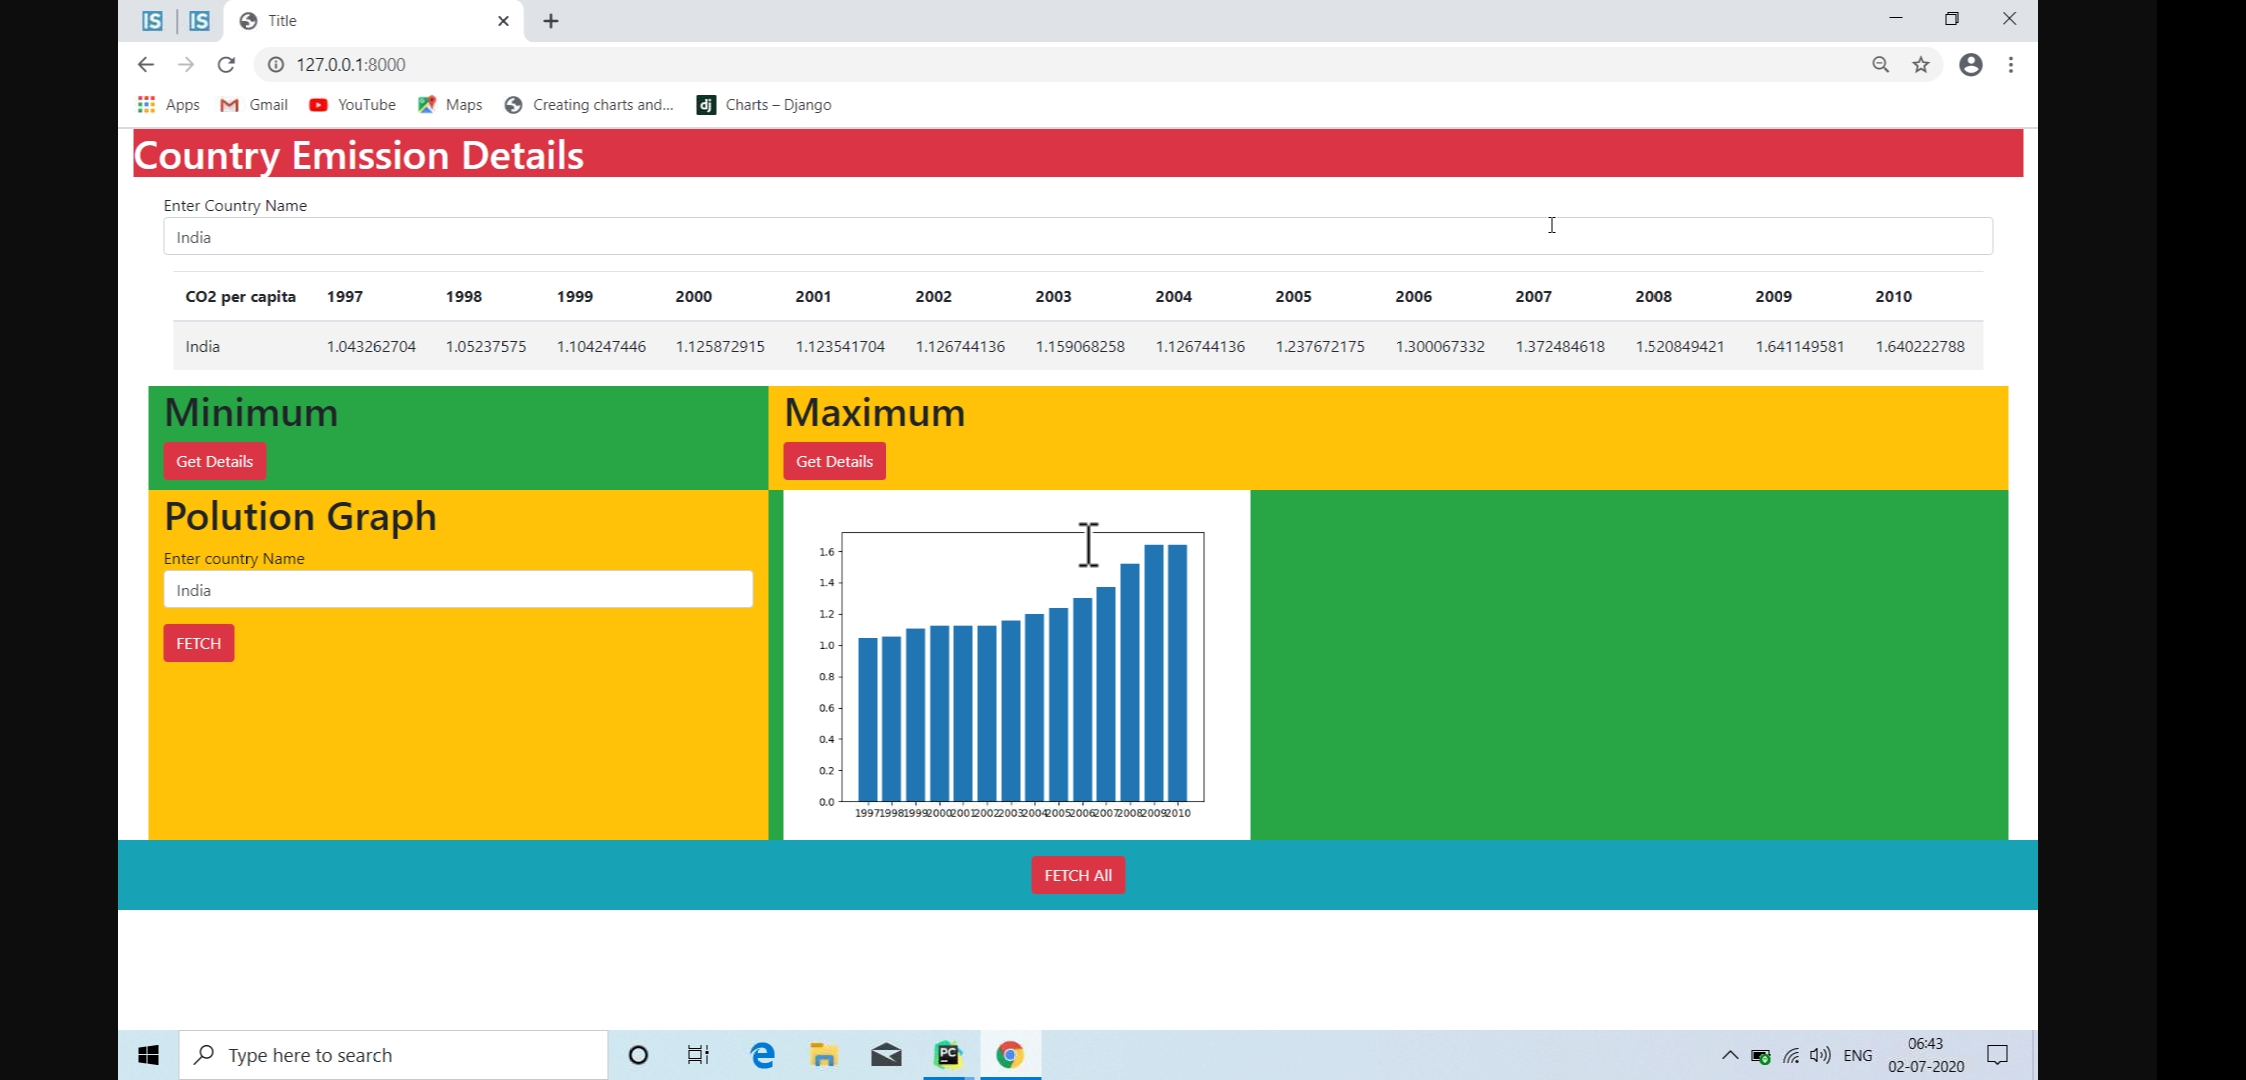 Title
127.0.0.1:8000
Apps Gmail YouTube Maps Creating charts and... dj Charts – Django
Country Emission Details
Enter Country Name
India
CO2 per capita 1997 1998 1999 2000 2001 2002 2003 2004 2005 2006 2007 2008 2009 2010
India 1.043262704 1.05237575 1.104247446 1.125872915 1.123541704 1.126744136 1.159068258 1.126744136 1.237672175 1.300067332 1.372484618 1.520849421 1.641149581 1.640222788
Minimum Maximum
Get Details Get Details
Polution Graph
Enter country Name
India
FETCH
1.6
1.4
1.2
1.0
0.8
0.6
0.4
0.2
0.0
1997 1998 1999 2000 2001 2002 2003 2004 2005 2006 2007 2008 2009 2010
FETCH All
Type here to search
PC
ENG
06:43
02-07-2020